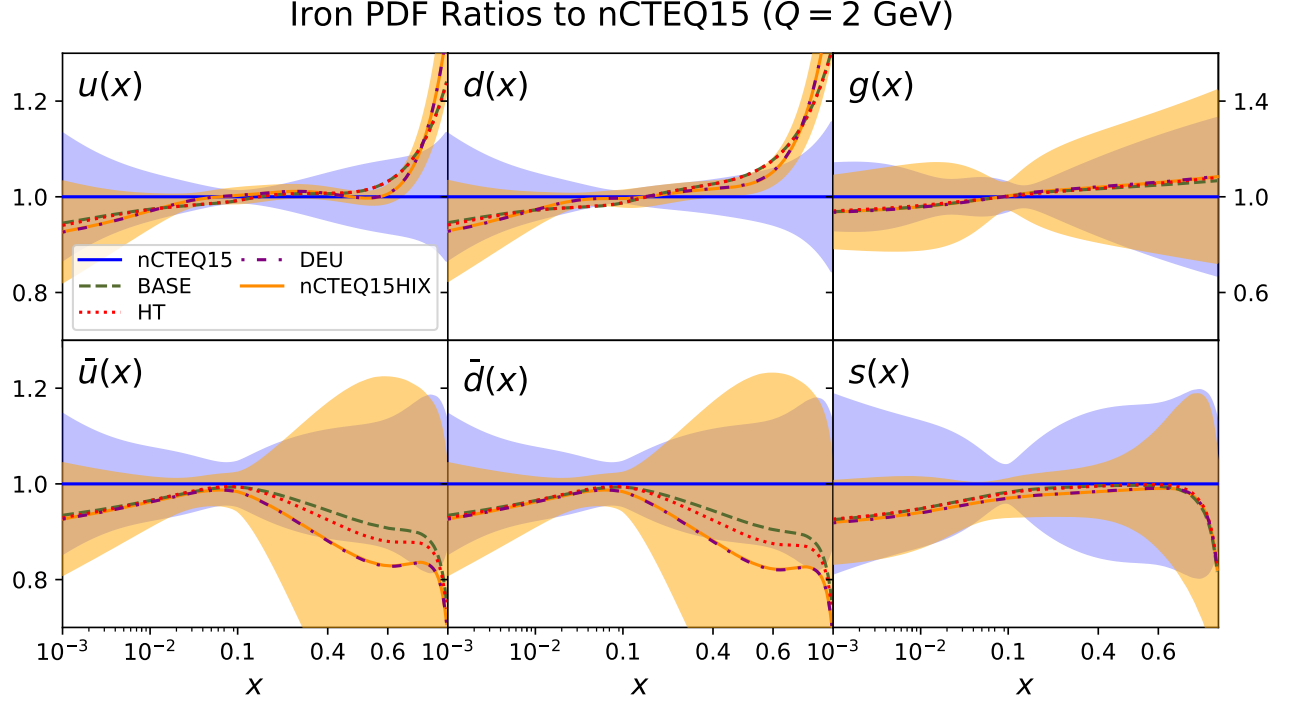 Iron PDF Ratios to nCTEQ15 (Q = 2 GeV)
u(x)
d(x)
g(x)
1.2
1.0
0.8
1.4
1.0
0.6
nCTEQ15
BASE
HT
DEU
nCTEQ15HIX
ū(x)
d̄(x)
s(x)
1.2
1.0
0.8
10⁻³ 10⁻² 0.1 0.4 0.6 10⁻³ 10⁻² 0.1 0.4 0.6 10⁻³ 10⁻² 0.1 0.4 0.6
x x x